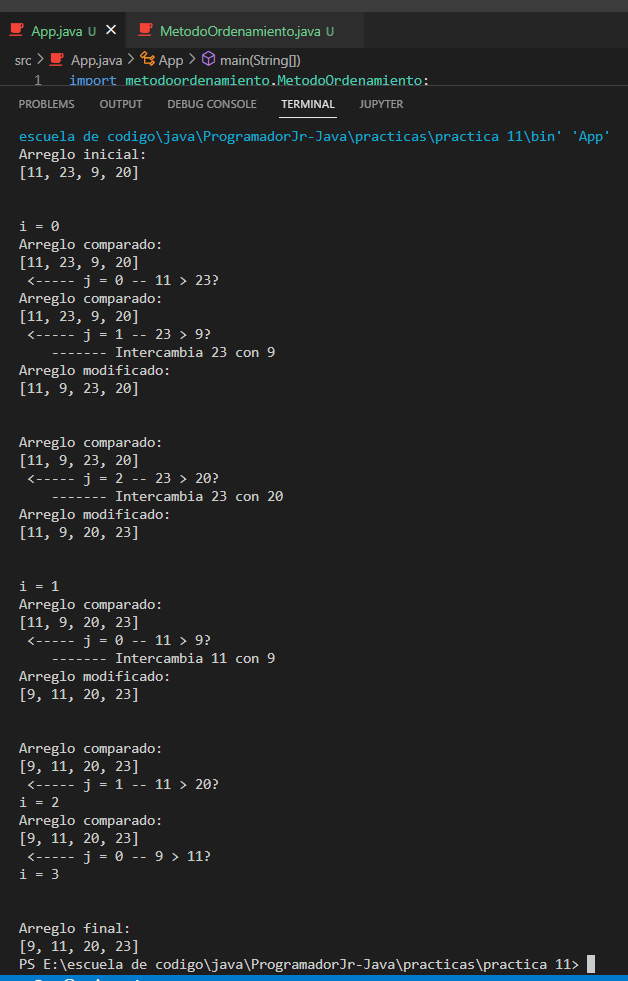 App.java U × MetodoOrdenamiento.java U
src > App.java > App > main(String[])
1 import metodoordenamiento.MetodoOrdenamiento;
PROBLEMS OUTPUT DEBUG CONSOLE TERMINAL JUPYTER
escuela de codigo\java\ProgramadorJr-Java\practicas\practica 11\bin' 'App'
Arreglo inicial:
[11, 23, 9, 20]
i = 0
Arreglo comparado:
[11, 23, 9, 20]
<----- j = 0 -- 11 > 23?
Arreglo comparado:
[11, 23, 9, 20]
<----- j = 1 -- 23 > 9?
------- Intercambia 23 con 9
Arreglo modificado:
[11, 9, 23, 20]
Arreglo comparado:
[11, 9, 23, 20]
<----- j = 2 -- 23 > 20?
------- Intercambia 23 con 20
Arreglo modificado:
[11, 9, 20, 23]
i = 1
Arreglo comparado:
[11, 9, 20, 23]
<----- j = 0 -- 11 > 9?
------- Intercambia 11 con 9
Arreglo modificado:
[9, 11, 20, 23]
Arreglo comparado:
[9, 11, 20, 23]
<----- j = 1 -- 11 > 20?
i = 2
Arreglo comparado:
[9, 11, 20, 23]
<----- j = 0 -- 9 > 11?
i = 3
Arreglo final:
[9, 11, 20, 23]
PS E:\escuela de codigo\java\ProgramadorJr-Java\practicas\practica 11>